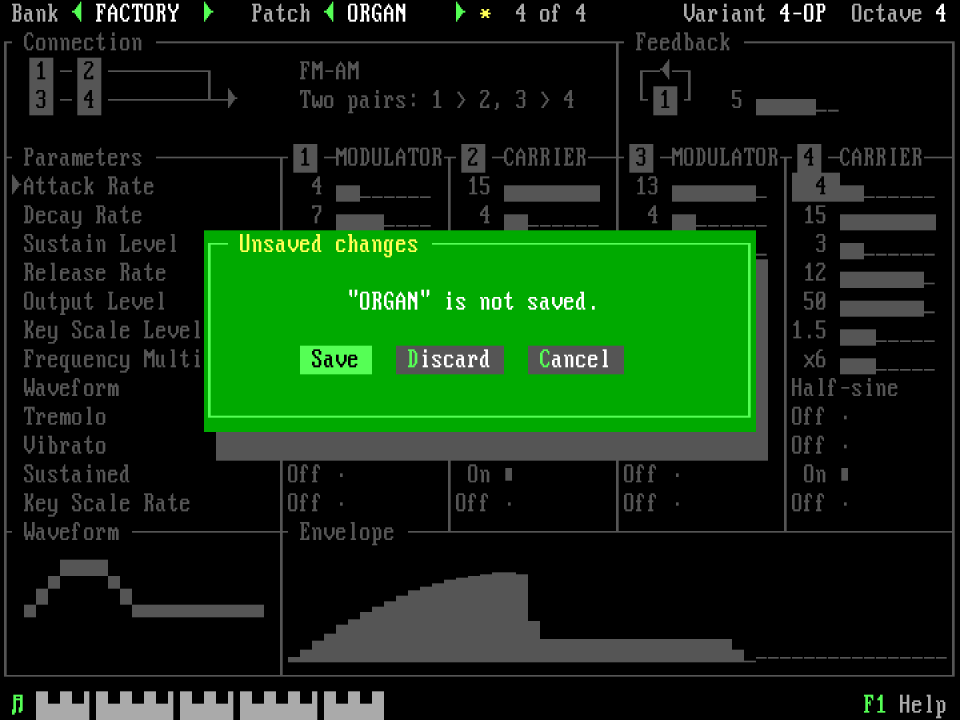 Bank FACTORY Patch ORGAN * 4 of 4 Variant 4-OP Octave 4
Connection Feedback
1 2 FM-AM
3 4 Two pairs: 1 > 2, 3 > 4 1 5
Parameters 1 MODULATOR 2 CARRIER 3 MODULATOR 4 CARRIER
Attack Rate 4 15 13 4
Decay Rate 7 4 4 15
Sustain Level 3
Release Rate 12
Output Level 50
Key Scale Level 1.5
Frequency Multi x6
Waveform Half-sine
Tremolo Off
Vibrato Off
Unsaved changes
"ORGAN" is not saved.
Save Discard Cancel
Sustained Off On Off On
Key Scale Rate Off Off Off Off
Waveform Envelope
F1 Help